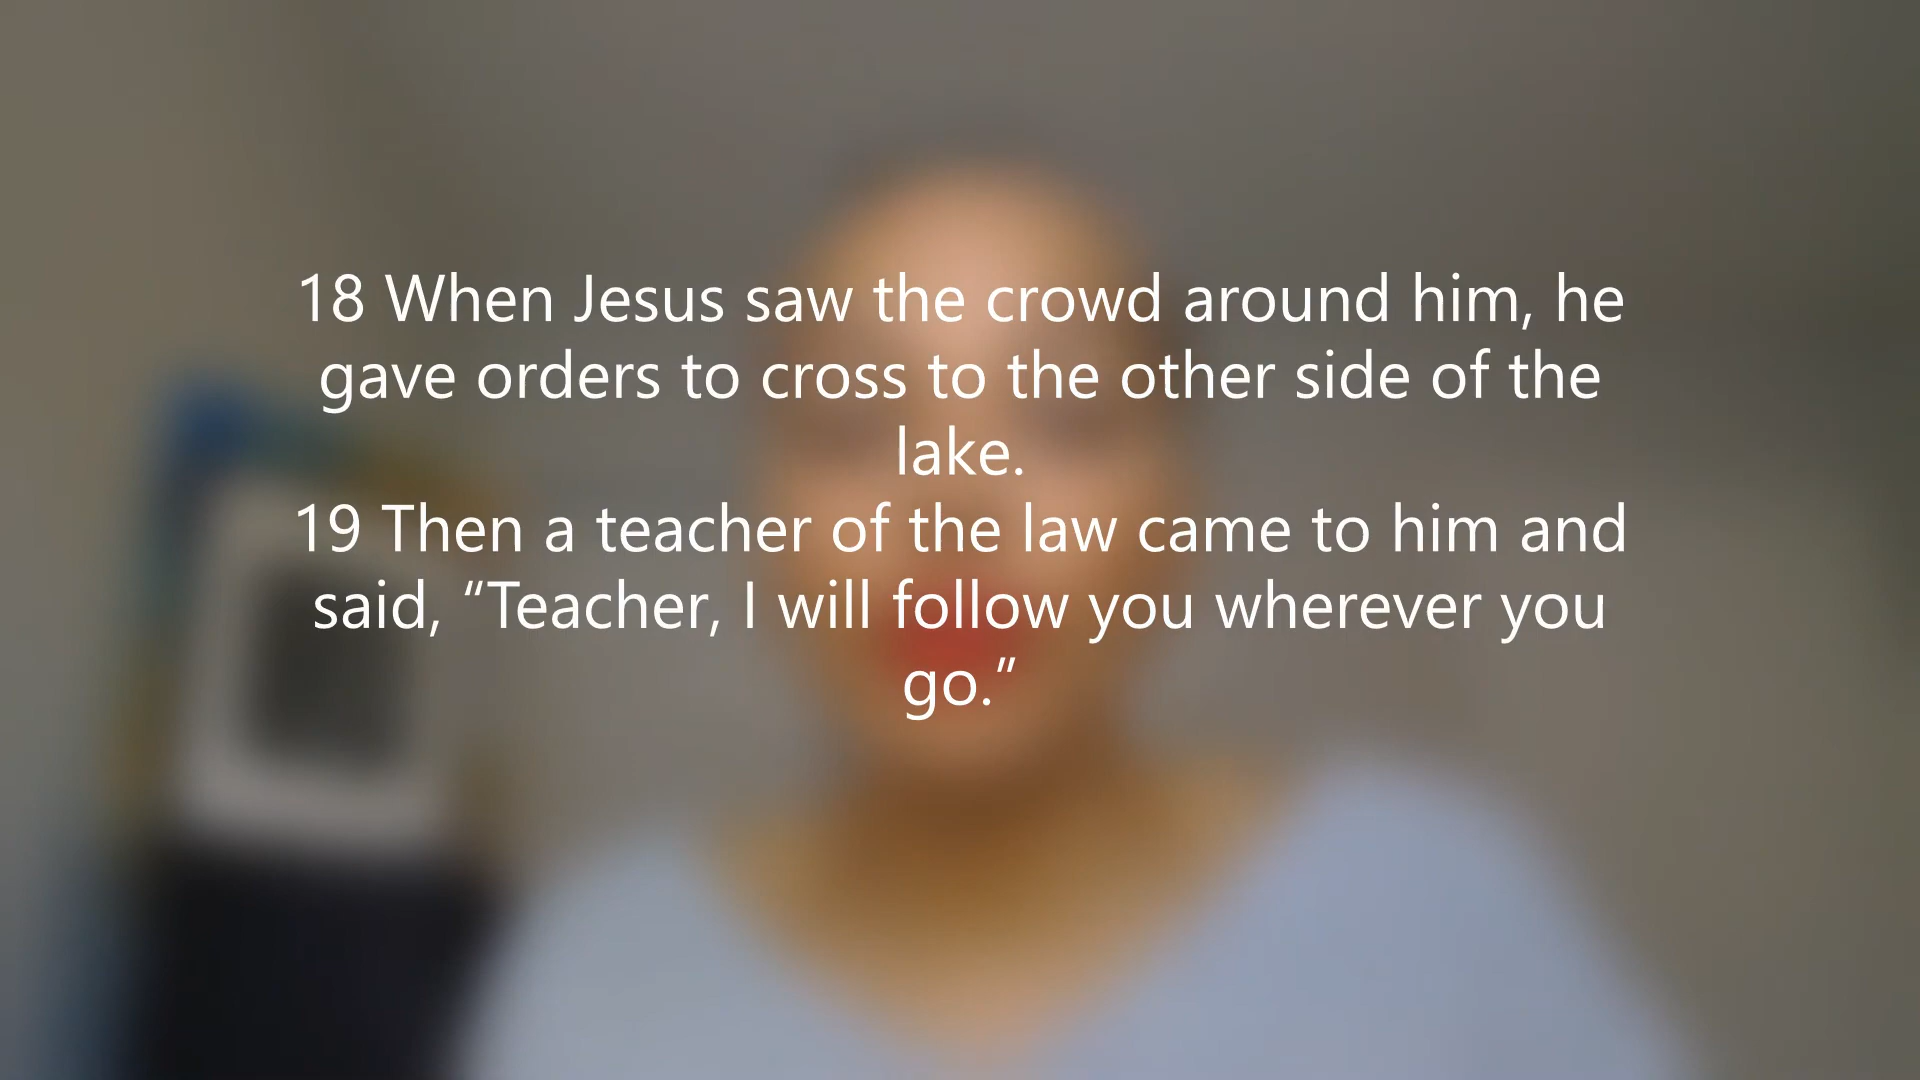 18 When Jesus saw the crowd around him, he
gave orders to cross to the other side of the
lake.
19 Then a teacher of the law came to him and
said, “Teacher, I will follow you wherever you
go.”